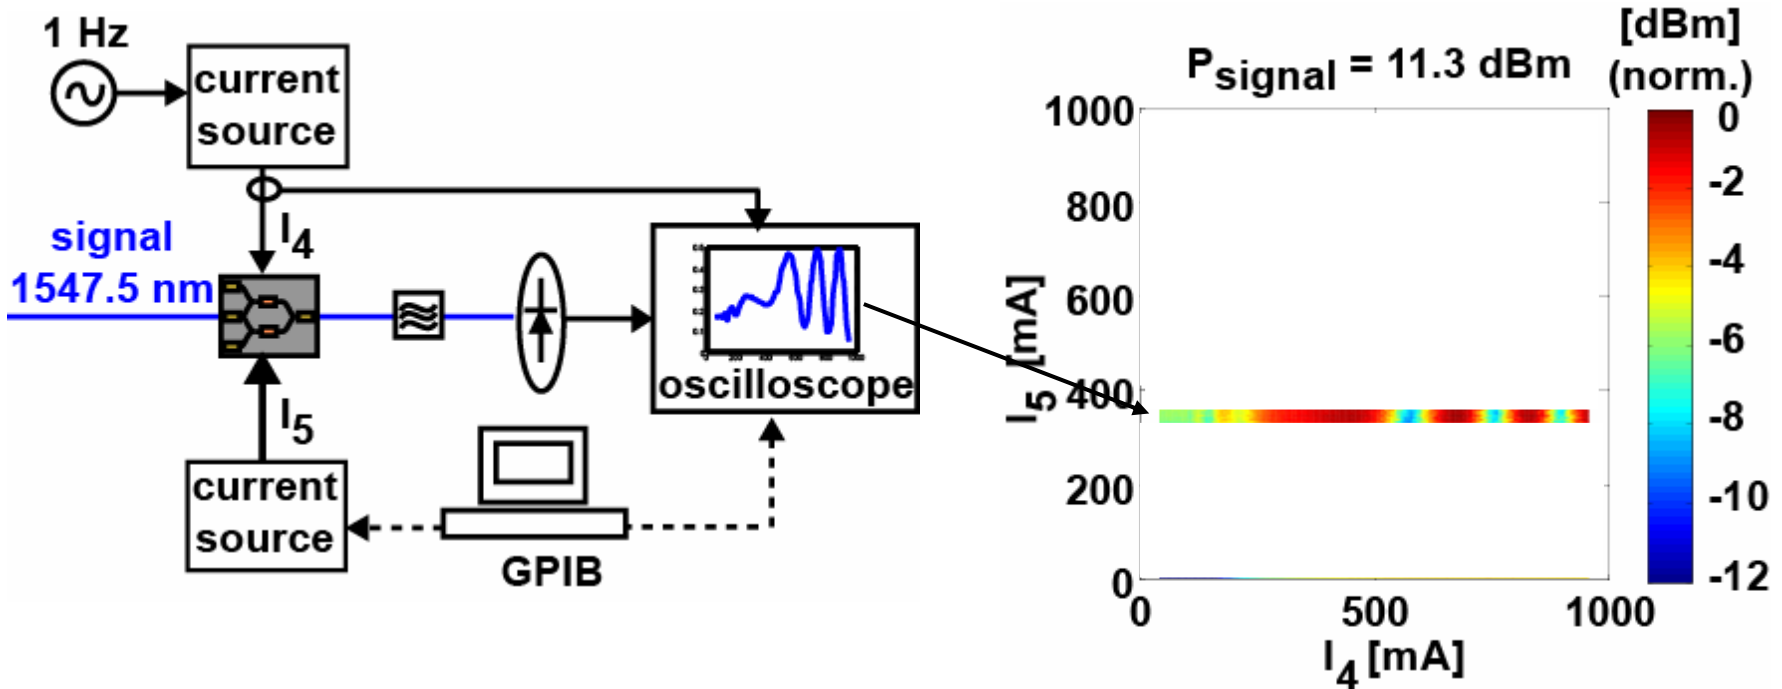 1 Hz
current
source
signal
1547.5 nm
I4
I5
oscilloscope
current
source
GPIB
Psignal = 11.3 dBm
[dBm]
(norm.)
1000
800
600
400
200
0
I5 [mA]
0
500
1000
I4 [mA]
0
-2
-4
-6
-8
-10
-12